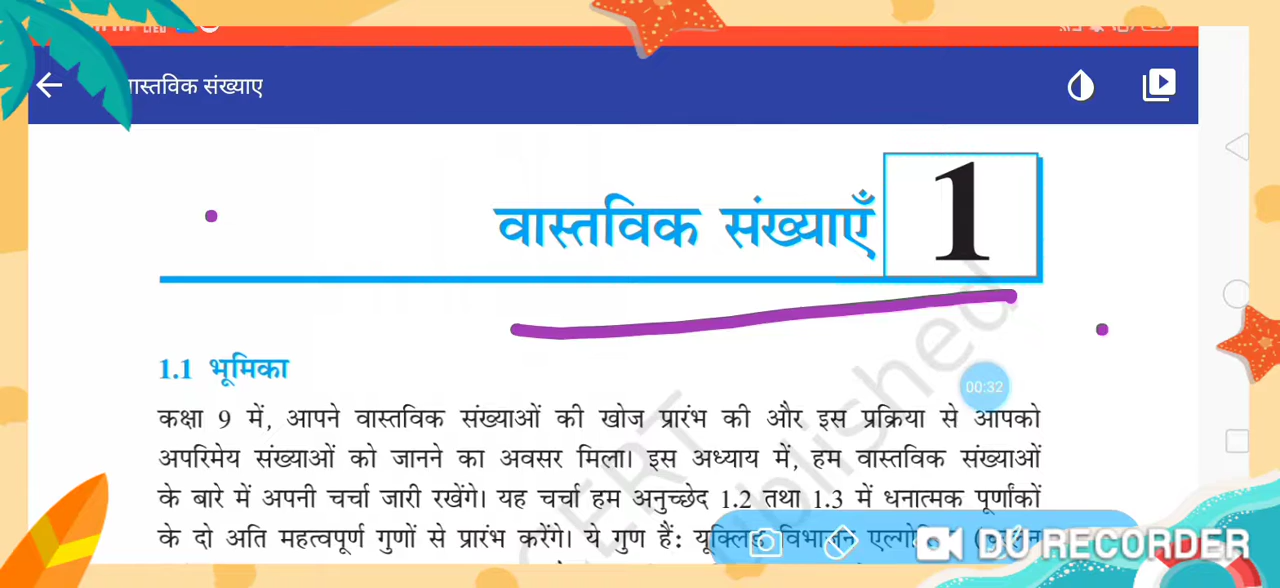 वास्तविक संख्याए
वास्तविक संख्याएँ 1
1.1 भूमिका
00:32
कक्षा 9 में, आपने वास्तविक संख्याओं की खोज प्रारंभ की और इस प्रक्रिया से आपको
अपरिमेय संख्याओं को जानने का अवसर मिला। इस अध्याय में, हम वास्तविक संख्याओं
के बारे में अपनी चर्चा जारी रखेंगे। यह चर्चा हम अनुच्छेद 1.2 तथा 1.3 में धनात्मक पूर्णांकों
के दो अति महत्वपूर्ण गुणों से प्रारंभ करेंगे। ये गुण हैं: यूक्लिड विभाजन
DU RECORDER